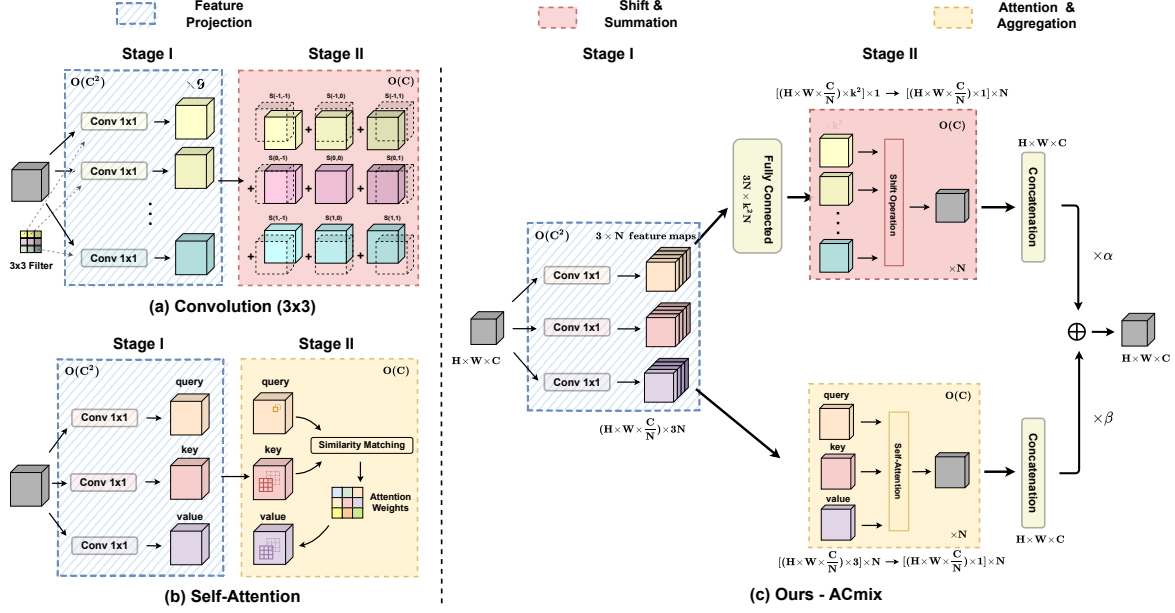 Feature
Projection
Shift &
Summation
Attention &
Aggregation
Stage I
Stage II
O(C²)
×9
Conv 1x1
Conv 1x1
Conv 1x1
3x3 Filter
O(C)
S(-1,-1)
S(-1,0)
S(-1,1)
+
+
+
S(0,-1)
S(0,0)
S(0,1)
+
+
+
S(1,-1)
S(1,0)
S(1,1)
+
+
(a) Convolution (3x3)
Stage I
Stage II
O(C²)
query
Conv 1x1
key
Conv 1x1
value
Conv 1x1
O(C)
query
key
value
Similarity Matching
Attention
Weights
(b) Self-Attention
Stage I
Stage II
H×W×C
O(C²)
3 × N feature maps
Conv 1x1
Conv 1x1
Conv 1x1
(H×W×C/N)×3N
Fully Connected
3N × k²N
[(H×W×C/N)×k²]×1 → [(H×W×C/N)×1]×N
O(C)
×k²
Shift Operation
×N
H×W×C
Concatenation
×α
query
key
value
O(C)
Self-Attention
×N
[(H×W×C/N)×3]×N → [(H×W×C/N)×1]×N
Concatenation
H×W×C
×β
H×W×C
(c) Ours - ACmix